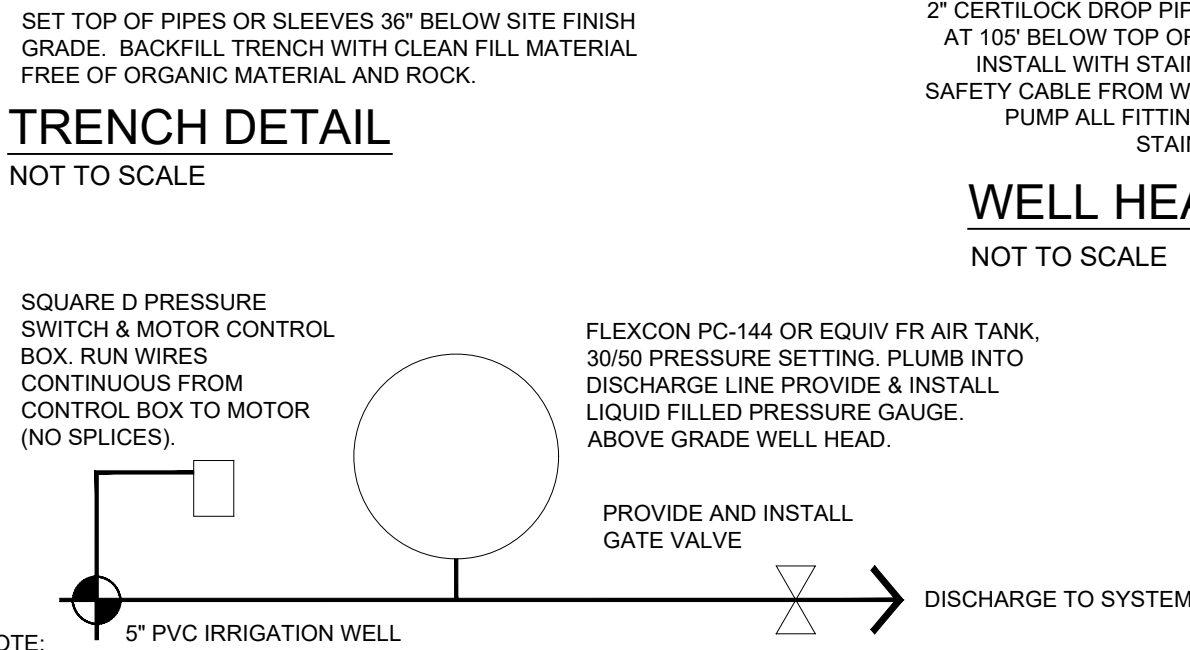 SET TOP OF PIPES OR SLEEVES 36" BELOW SITE FINISH
GRADE. BACKFILL TRENCH WITH CLEAN FILL MATERIAL
FREE OF ORGANIC MATERIAL AND ROCK.
TRENCH DETAIL
NOT TO SCALE
2" CERTILOCK DROP
AT 105' BELOW TOP
INSTALL WITH
SAFETY CABLE FROM
PUMP ALL
WELL
NOT TO SCALE
SQUARE D PRESSURE
SWITCH & MOTOR CONTROL
BOX. RUN WIRES
CONTINUOUS FROM
CONTROL BOX TO MOTOR
(NO SPLICES).
FLEXCON PC-144 OR EQUIV FR AIR TANK,
30/50 PRESSURE SETTING. PLUMB INTO
DISCHARGE LINE PROVIDE & INSTALL
LIQUID FILLED PRESSURE GAUGE.
ABOVE GRADE WELL HEAD.
PROVIDE AND INSTALL
GATE VALVE
DISCHARGE TO SYSTEM
5" PVC IRRIGATION WELL